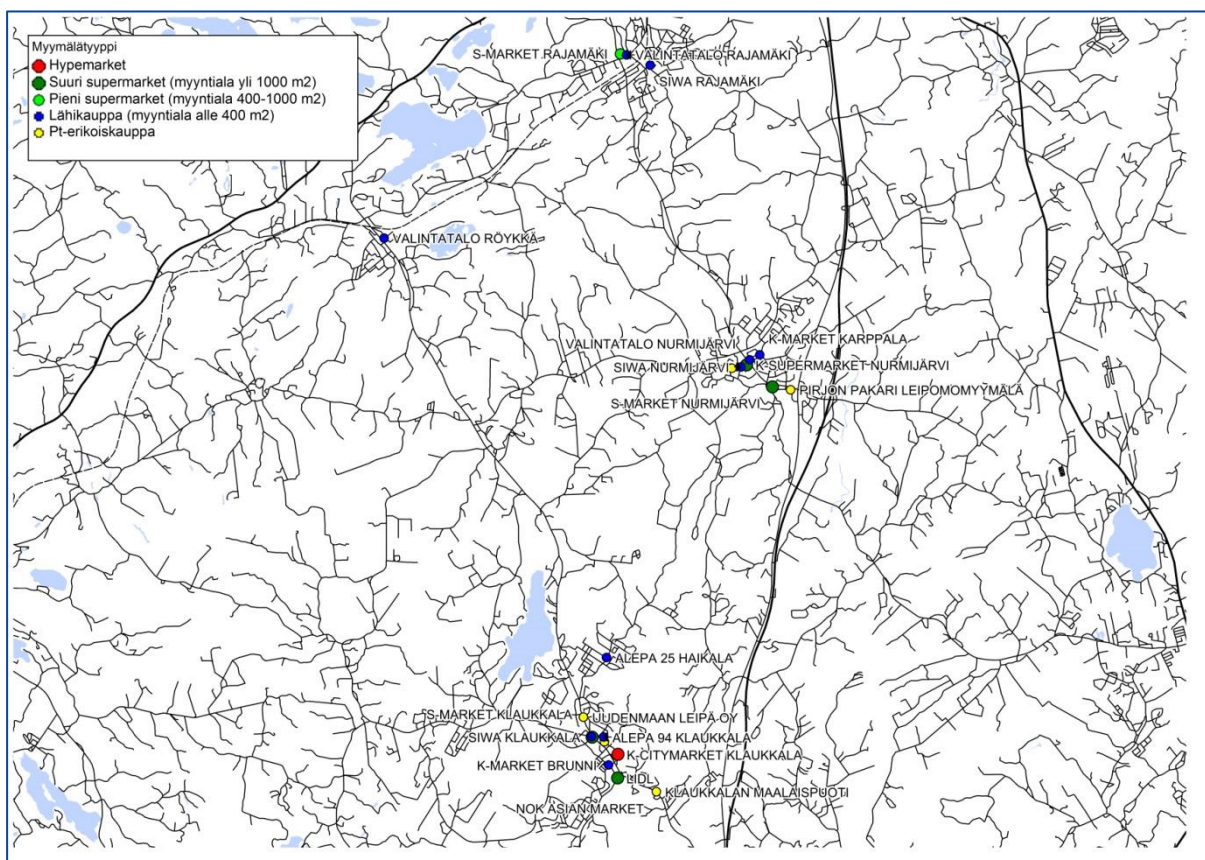 Myymälätyyppi
Hypemarket
Suuri supermarket (myyntiala yli 1000 m2)
Pieni supermarket (myyntiala 400-1000 m2)
Lähikauppa (myyntiala alle 400 m2)
Pt-erikoiskauppa
S-MARKET RAJAMÄKI
VALINTATALO RAJAMÄKI
SIWA RAJAMÄKI
VALINTATALO RÖYKKÄ
K-MARKET KARPPALA
VALINTATALO NURMIJÄRVI
SIWA NURMIJÄRVI
K-SUPERMARKET NURMIJÄRVI
PIRJON PAKARI LEIPOMOMYYMÄLÄ
S-MARKET NURMIJÄRVI
ALEPA 25 HAIKALA
S-MARKET KLAUKKALA
UUDENMAAN LEIPÄ OY
SIWA KLAUKKALA
ALEPA 94 KLAUKKALA
K-CITYMARKET KLAUKKALA
K-MARKET BRUNNI
LIDL
KLAUKKALAN MAALAISPUOTI
NOK ASIAN MARKET